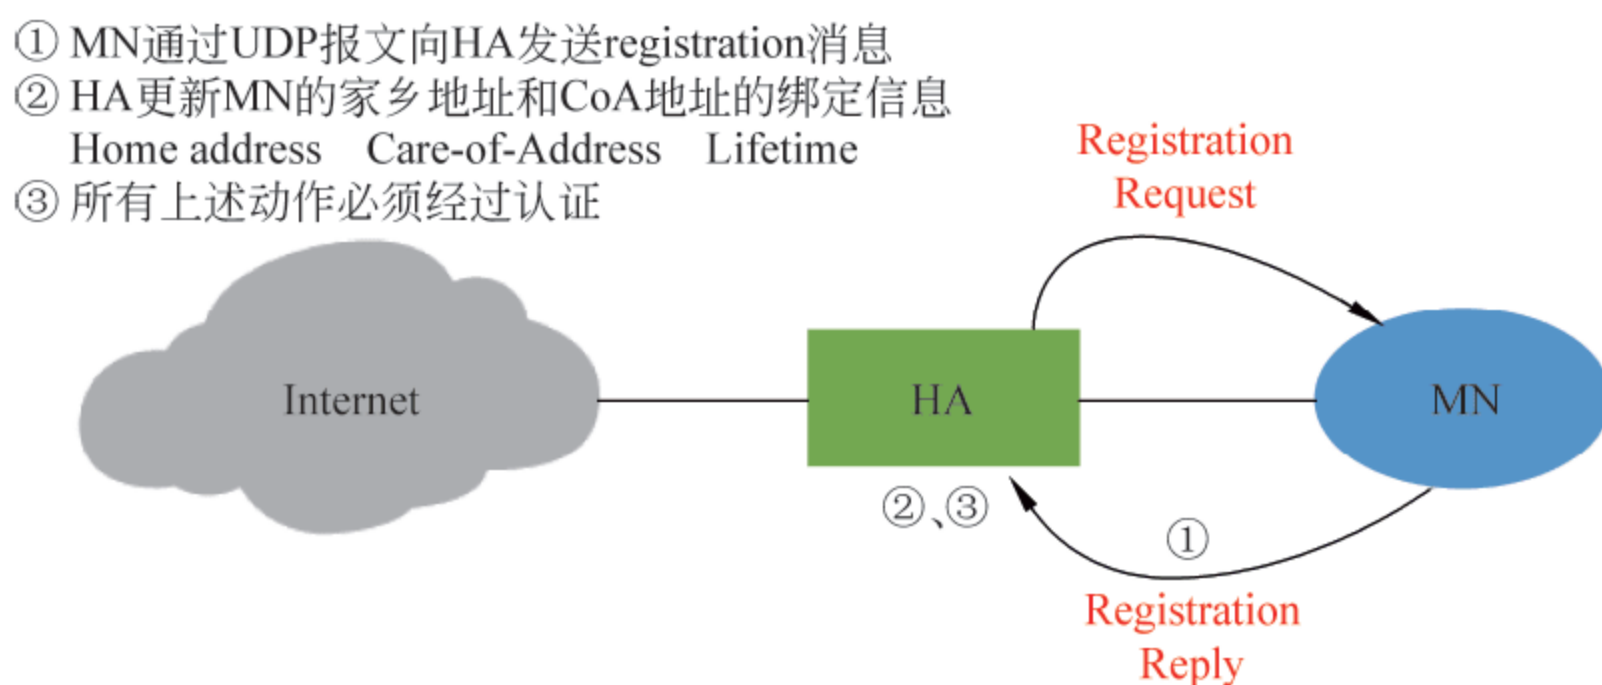 ① MN通过UDP报文向HA发送registration消息
② HA更新MN的家乡地址和CoA地址的绑定信息
Home address Care-of-Address Lifetime
③ 所有上述动作必须经过认证
Registration
Request
Internet
HA
MN
②、③
①
Registration
Reply